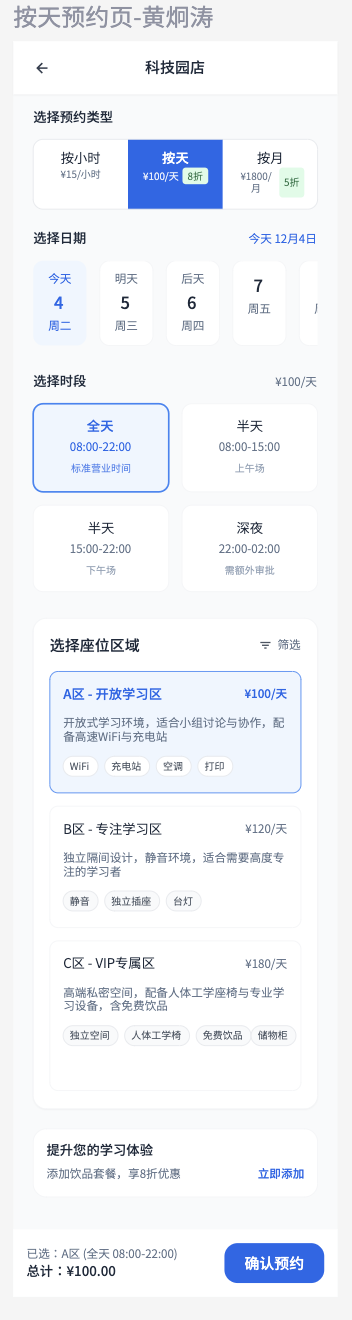 按天预约页-黄炯涛
科技园店
选择预约类型
按小时
¥15/小时
按天
¥100/天 8折
按月
¥1800/
月
5折
选择日期
今天 12月4日
今天
4
周二
明天
5
周三
后天
6
周四
7
周五
选择时段
¥100/天
全天
08:00-22:00
标准营业时间
半天
08:00-15:00
上午场
半天
15:00-22:00
下午场
深夜
22:00-02:00
需额外审批
选择座位区域
筛选
A区 - 开放学习区
¥100/天
开放式学习环境，适合小组讨论与协作，配
备高速WiFi与充电站
WiFi 充电站 空调 打印
B区 - 专注学习区
¥120/天
独立隔间设计，静音环境，适合需要高度专
注的学习者
静音 独立插座 台灯
C区 - VIP专属区
¥180/天
高端私密空间，配备人体工学座椅与专业学
习设备，含免费饮品
独立空间 人体工学椅 免费饮品 储物柜
提升您的学习体验
添加饮品套餐，享8折优惠
立即添加
已选：A区 (全天 08:00-22:00)
总计：¥100.00
确认预约